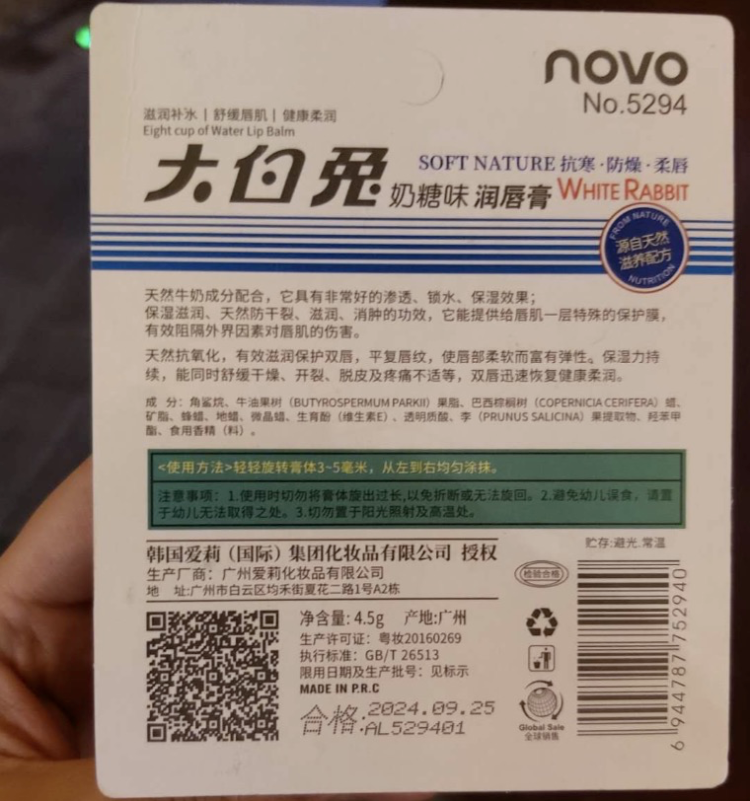 novo
No.5294
滋润补水 | 舒缓唇肌 | 健康柔润
Eight cup of Water Lip Balm
大白兔 奶糖味 润唇膏
SOFT NATURE 抗寒·防燥·柔唇
WHITE RABBIT
FROM NATURE
源自天然
滋养配方
NUTRITION
天然牛奶成分配合，它具有非常好的渗透、锁水、保湿效果；
保湿滋润、天然防干裂、滋润、消肿的功效，它能提供给唇肌一层特殊的保护膜，
有效阻隔外界因素对唇肌的伤害。
天然抗氧化，有效滋润保护双唇，平复唇纹，使唇部柔软而富有弹性。保湿力持
续，能同时舒缓干燥、开裂、脱皮及疼痛不适等，双唇迅速恢复健康柔润。
成 分：角鲨烷、牛油果树（BUTYROSPERMUM PARKII）果脂、巴西棕榈树（COPERNICIA CERIFERA）蜡、
矿脂、蜂蜡、地蜡、微晶蜡、生育酚（维生素E）、透明质酸、李（PRUNUS SALICINA）果提取物、羟苯甲
酯、食用香精（料）。
<使用方法>轻轻旋转膏体3~5毫米，从左到右均匀涂抹。
注意事项：1.使用时切勿将膏体旋出过长,以免折断或无法旋回。2.避免幼儿误食，请置
于幼儿无法取得之处。3.切勿置于阳光照射及高温处。
韩国爱莉（国际）集团化妆品有限公司 授权
生产厂商：广州爱莉化妆品有限公司
地 址:广州市白云区均禾街夏花二路1号A2栋
贮存:避光.常温
检验合格
净含量: 4.5g 产地:广州
生产许可证：粤妆20160269
执行标准：GB/T 26513
限用日期及生产批号：见标示
MADE IN P.R.C
合格:2024.09.25
AL529401
Global Sale
全球销售
6 944787 752940